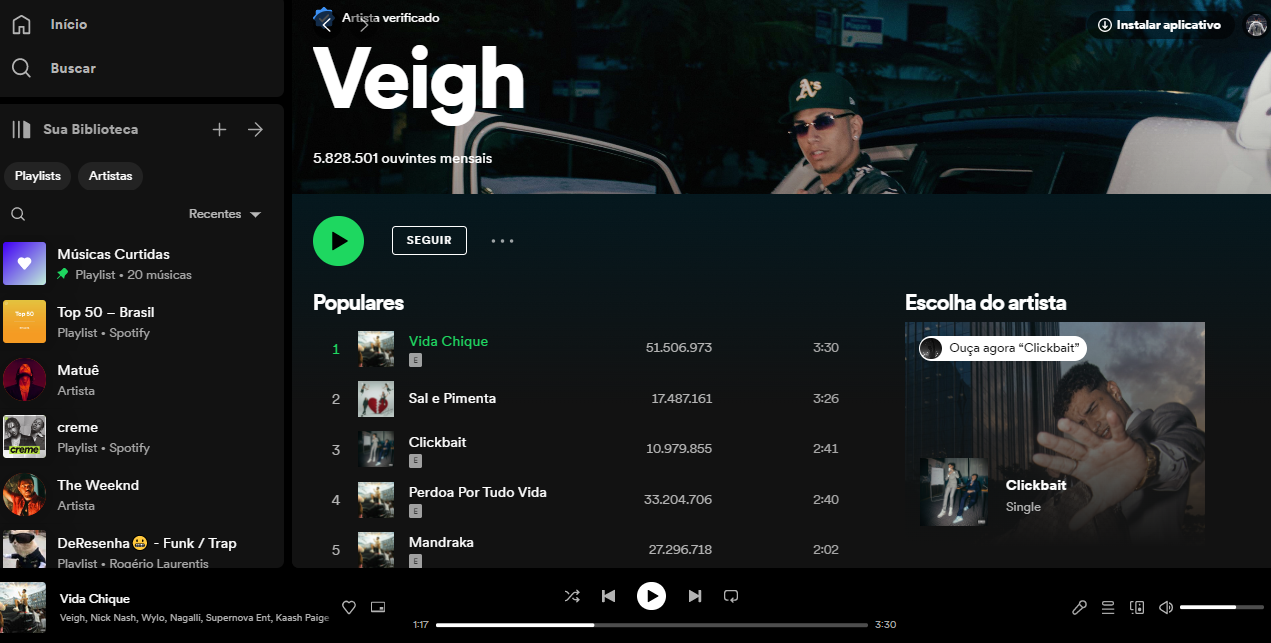 Início
Buscar
Sua Biblioteca
Playlists
Artistas
Recentes
Músicas Curtidas
Playlist • 20 músicas
Top 50
Top 50 – Brasil
Playlist • Spotify
Matuê
Artista
creme
creme
Playlist • Spotify
The Weeknd
Artista
DeResenha😬 - Funk / Trap
Playlist • Rogério Laurentis
Artista verificado
Instalar aplicativo
Veigh
A's
5.828.501 ouvintes mensais
SEGUIR
Populares
1 Vida Chique 51.506.973 3:30
E
2 Sal e Pimenta 17.487.161 3:26
3 Clickbait 10.979.855 2:41
E
4 Perdoa Por Tudo Vida 33.204.706 2:40
E
5 Mandraka 27.296.718 2:02
E
Escolha do artista
Ouça agora “Clickbait”
Clickbait
Single
Vida Chique
Veigh, Nick Nash, Wylo, Nagalli, Supernova Ent, Kaash Paige
1:17
3:30